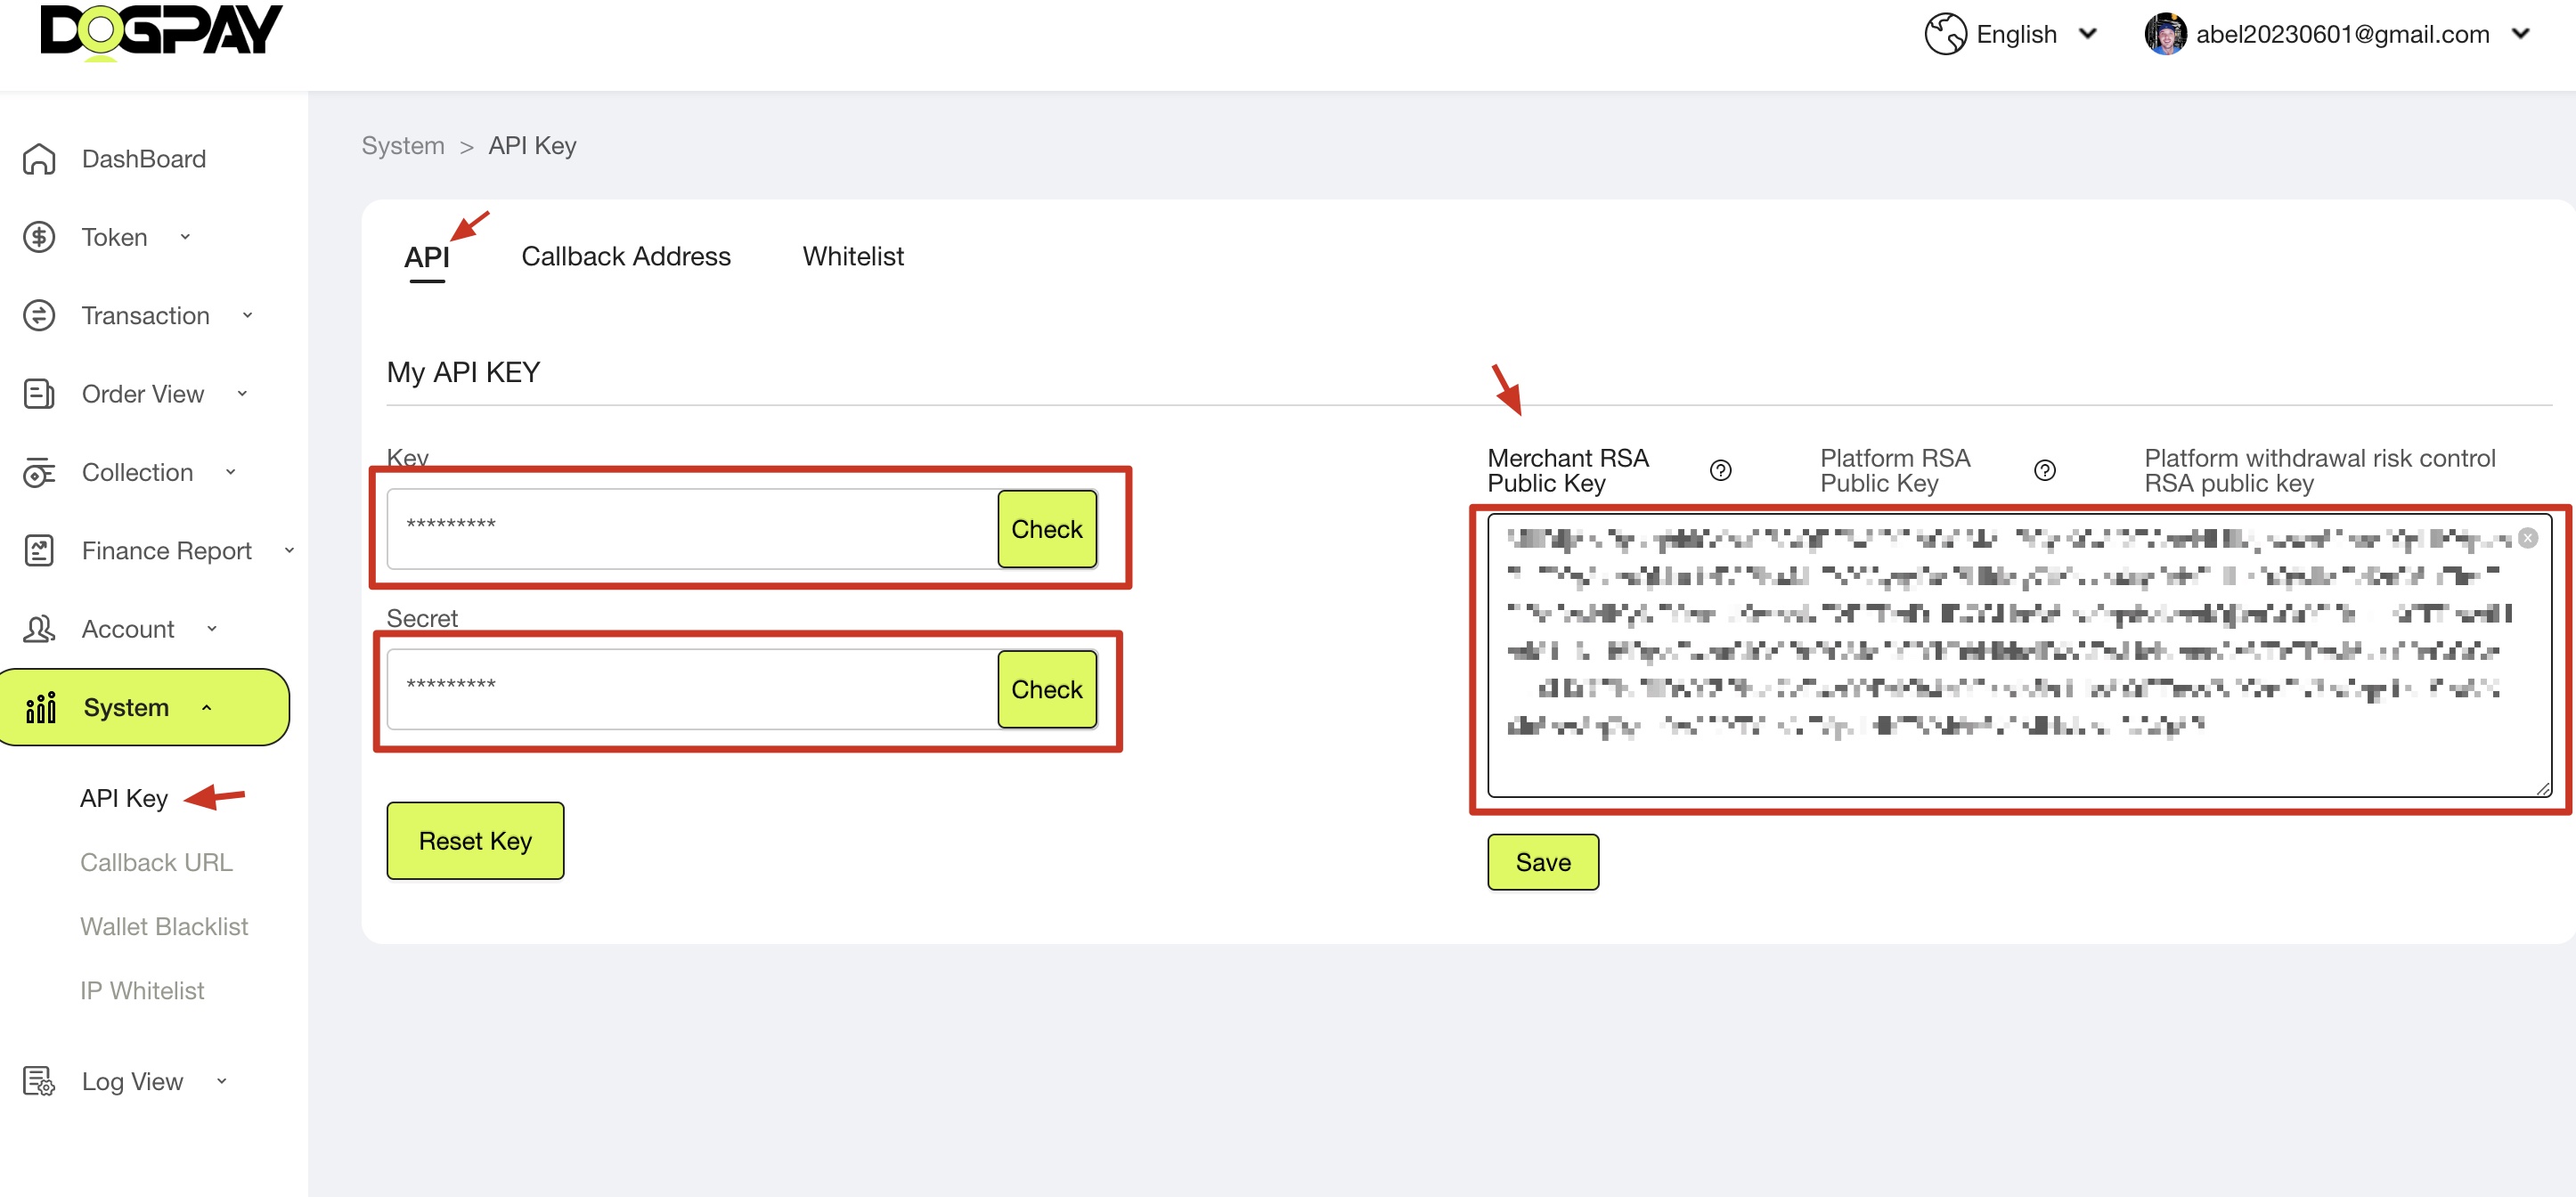 DOGPAY
English
abel20230601@gmail.com
DashBoard
Token
Transaction
Order View
Collection
Finance Report
Account
System
API Key
Callback URL
Wallet Blacklist
IP Whitelist
Log View
System > API Key
API
Callback Address
Whitelist
My API KEY
Key
*********
Check
Secret
*********
Check
Reset Key
Merchant RSA
Public Key
Platform RSA
Public Key
Platform withdrawal risk control
RSA public key
Save